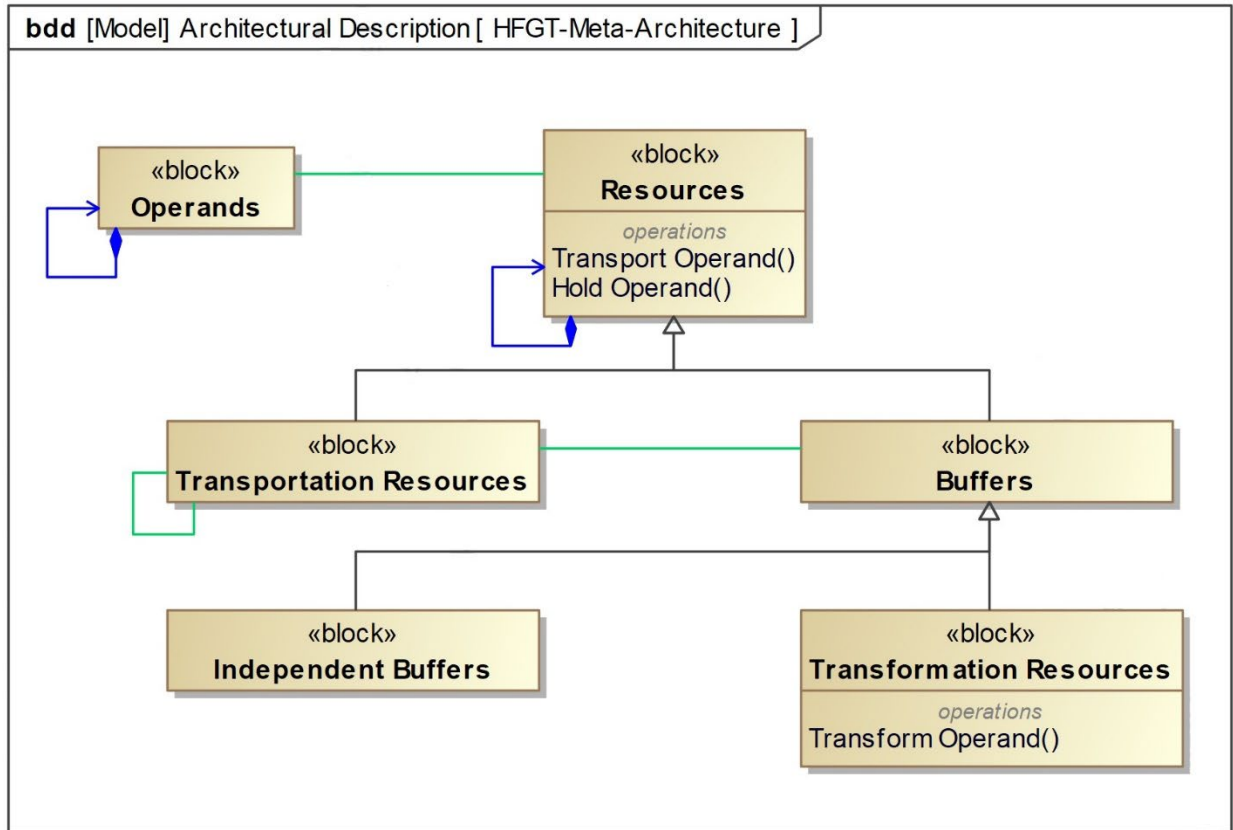 bdd [Model] Architectural Description [ HFGT-Meta-Architecture ]
«block»
Operands
«block»
Resources
operations
Transport Operand()
Hold Operand()
«block»
Transportation Resources
«block»
Buffers
«block»
Independent Buffers
«block»
Transformation Resources
operations
Transform Operand()